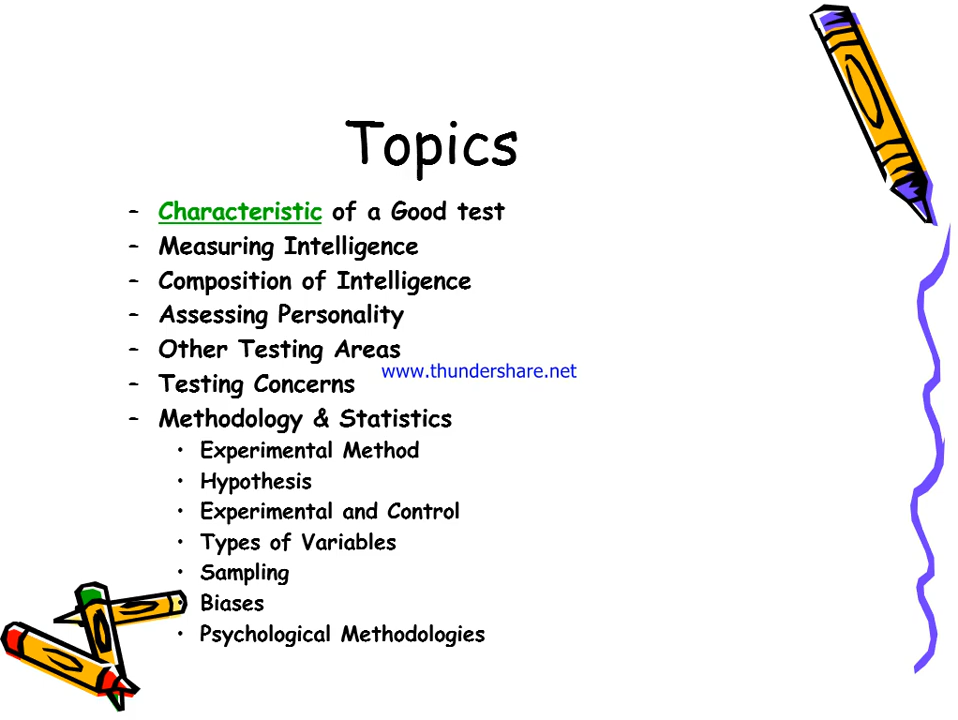 Topics
– Characteristic of a Good test
– Measuring Intelligence
– Composition of Intelligence
– Assessing Personality
– Other Testing Areas
www.thundershare.net
– Testing Concerns
– Methodology & Statistics
• Experimental Method
• Hypothesis
• Experimental and Control
• Types of Variables
• Sampling
• Biases
• Psychological Methodologies